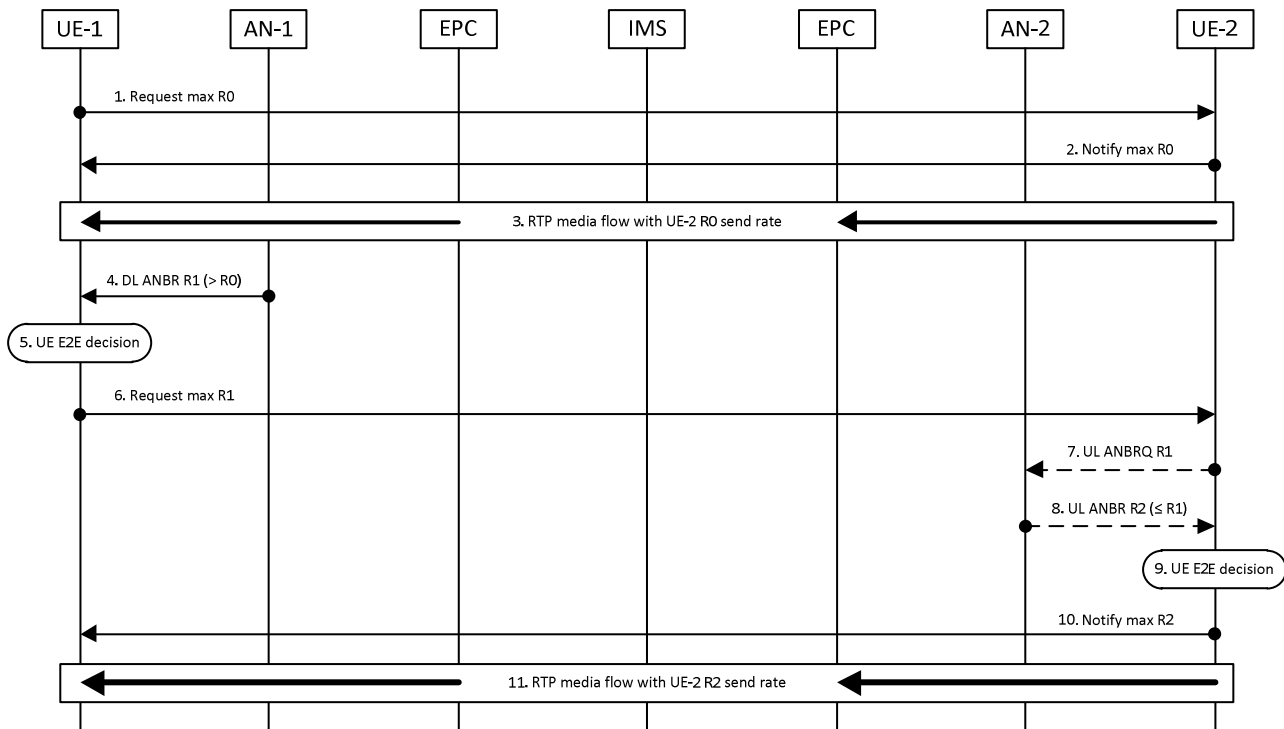 UE-1
AN-1
EPC
IMS
EPC
AN-2
UE-2
1. Request max R0
2. Notify max R0
3. RTP media flow with UE-2 R0 send rate
4. DL ANBR R1 (> R0)
5. UE E2E decision
6. Request max R1
7. UL ANBRQ R1
8. UL ANBR R2 (≤ R1)
9. UE E2E decision
10. Notify max R2
11. RTP media flow with UE-2 R2 send rate